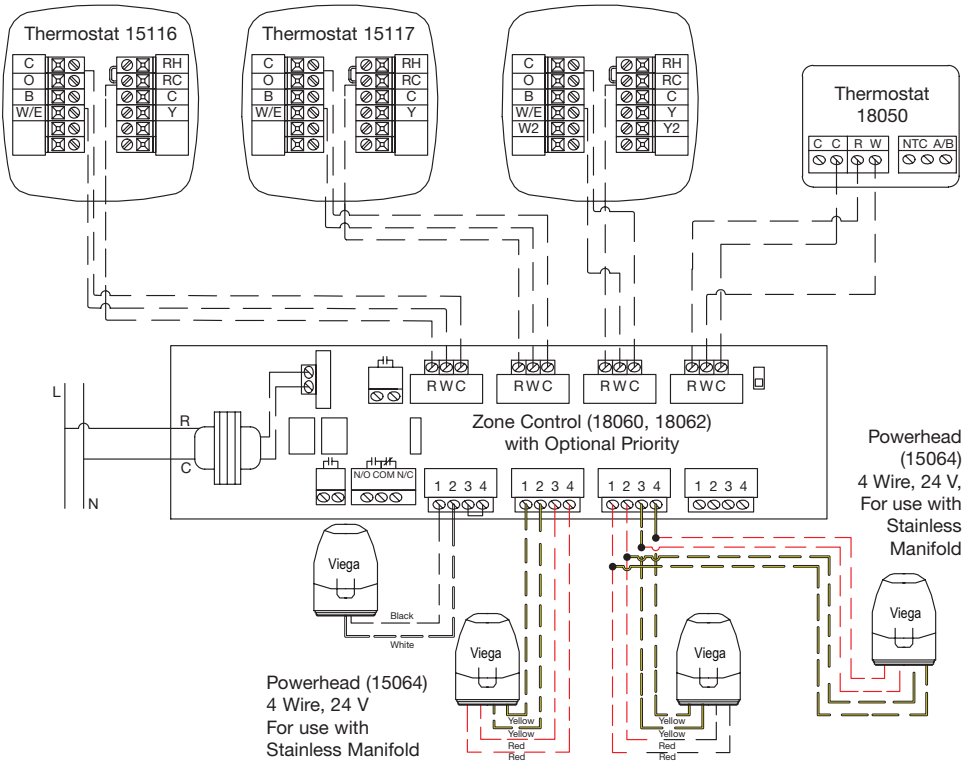 Thermostat 15116
C
O
B
W/E
RH
RC
C
Y
Thermostat 15117
C
O
B
W/E
RH
RC
C
Y
C
O
B
W/E
W2
RH
RC
C
Y
Y2
Thermostat
18050
C C R W
NTC A/B
R W C
R W C
R W C
R W C
Zone Control (18060, 18062)
with Optional Priority
L
R
C
N
N/O COM N/C
1 2 3 4
1 2 3 4
1 2 3 4
1 2 3 4
Powerhead
(15064)
4 Wire, 24 V,
For use with
Stainless
Manifold
Viega
Black
White
Viega
Viega
Viega
Powerhead (15064)
4 Wire, 24 V
For use with
Stainless Manifold
Yellow
Yellow
Red
Red
Yellow
Yellow
Red
Red